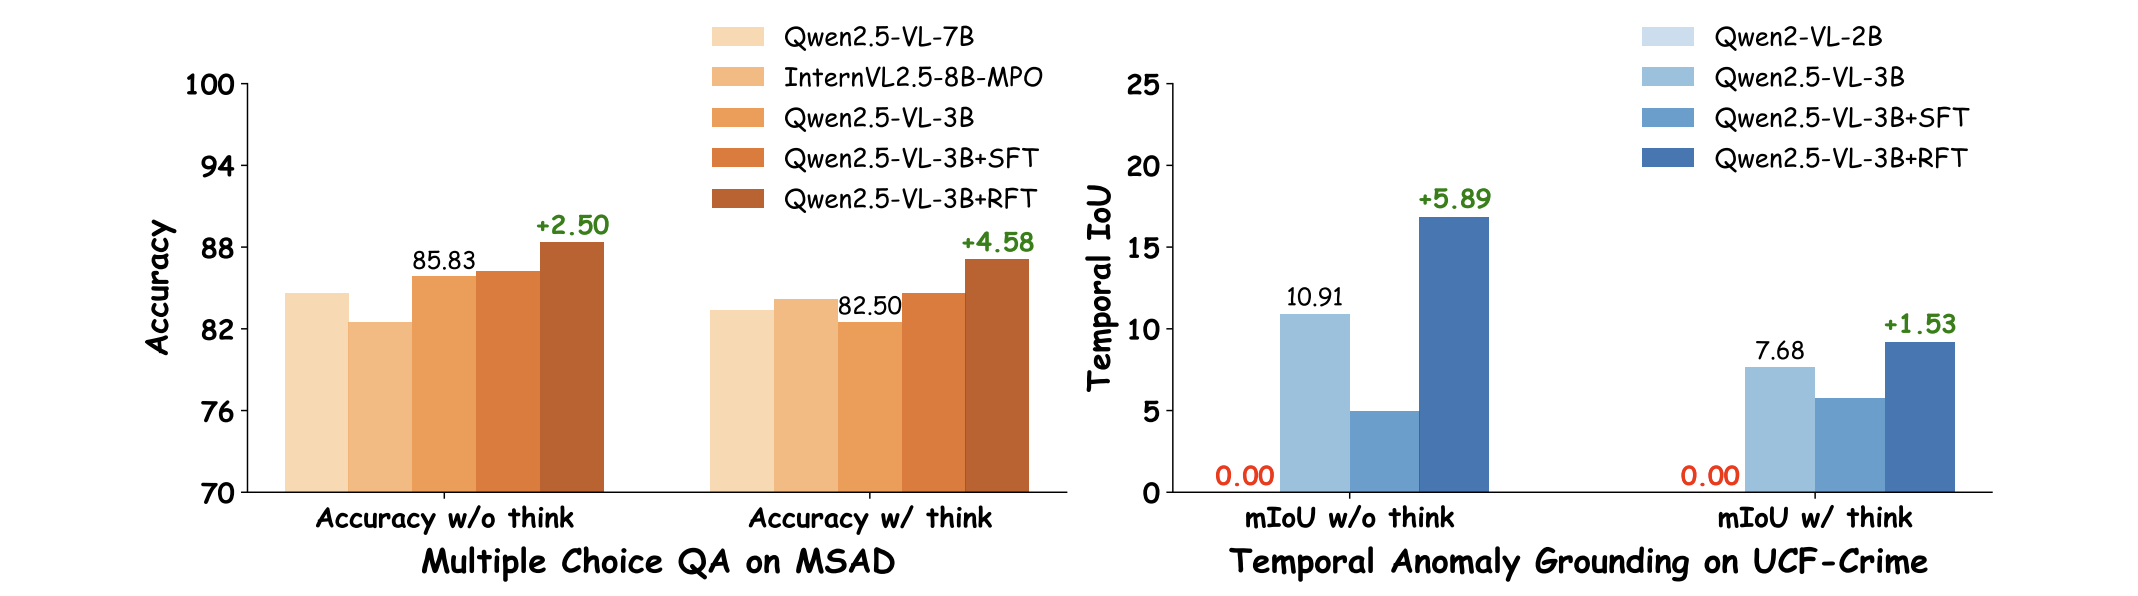 Qwen2.5-VL-7B
InternVL2.5-8B-MPO
Qwen2.5-VL-3B
Qwen2.5-VL-3B+SFT
Qwen2.5-VL-3B+RFT
100
94
88
82
76
70
Accuracy
85.83
+2.50
82.50
+4.58
Accuracy w/o think
Accuracy w/ think
Multiple Choice QA on MSAD
Qwen2-VL-2B
Qwen2.5-VL-3B
Qwen2.5-VL-3B+SFT
Qwen2.5-VL-3B+RFT
25
20
15
10
5
0
Temporal IoU
0.00
10.91
+5.89
0.00
7.68
+1.53
mIoU w/o think
mIoU w/ think
Temporal Anomaly Grounding on UCF-Crime